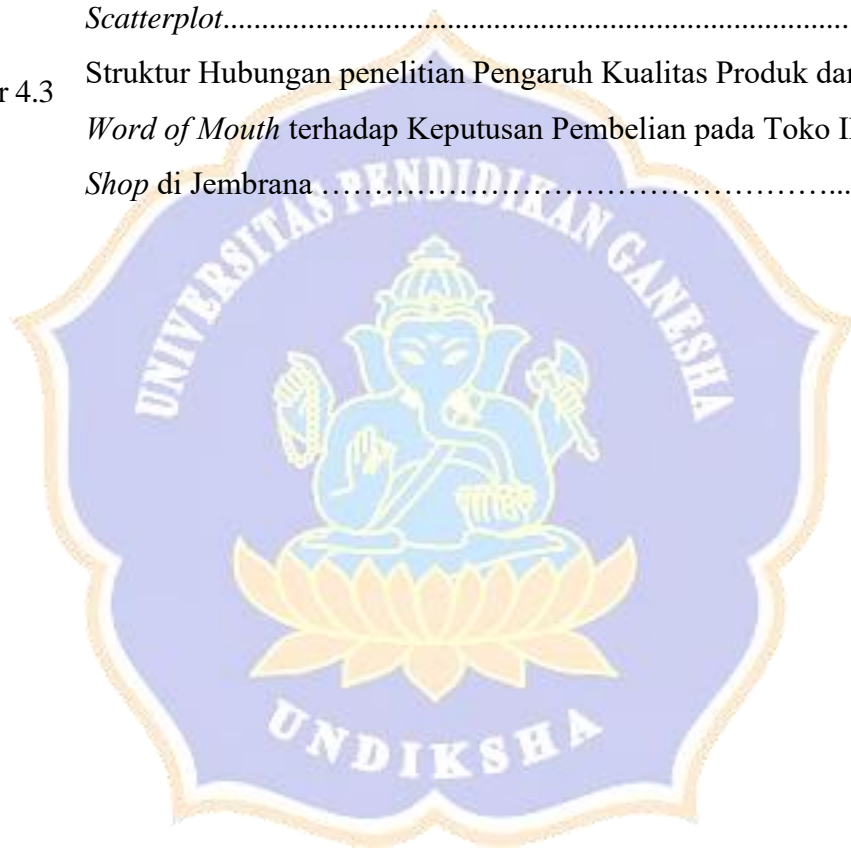 Scatterplot...................................................................................
r 4.3 Struktur Hubungan penelitian Pengaruh Kualitas Produk dan
Word of Mouth terhadap Keputusan Pembelian pada Toko
Shop di Jembrana …………………………………………...
UNIVERSITAS PENDIDIKAN GANESHA
UNDIKSHA